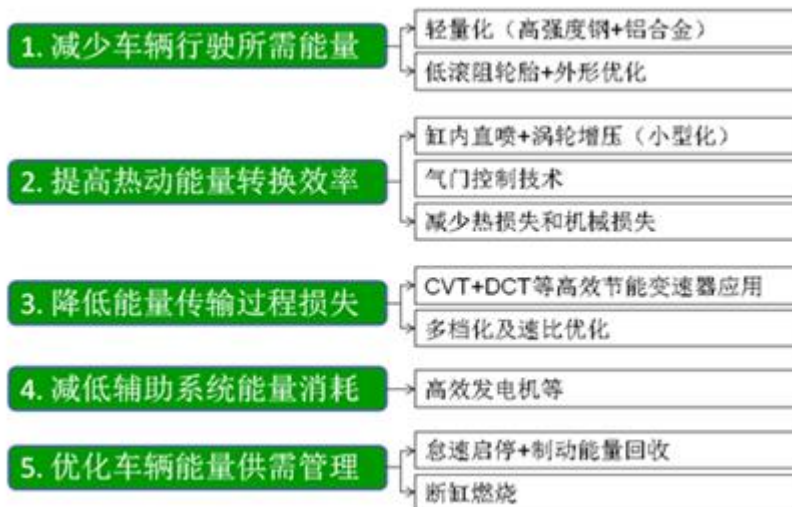 1. 减少车辆行驶所需能量
轻量化（高强度钢+铝合金）
低滚阻轮胎+外形优化
2. 提高热动能量转换效率
缸内直喷+涡轮增压（小型化）
气门控制技术
减少热损失和机械损失
3. 降低能量传输过程损失
CVT+DCT等高效节能变速器应用
多档化及速比优化
4. 减低辅助系统能量消耗
高效发电机等
5. 优化车辆能量供需管理
怠速启停+制动能量回收
断缸燃烧